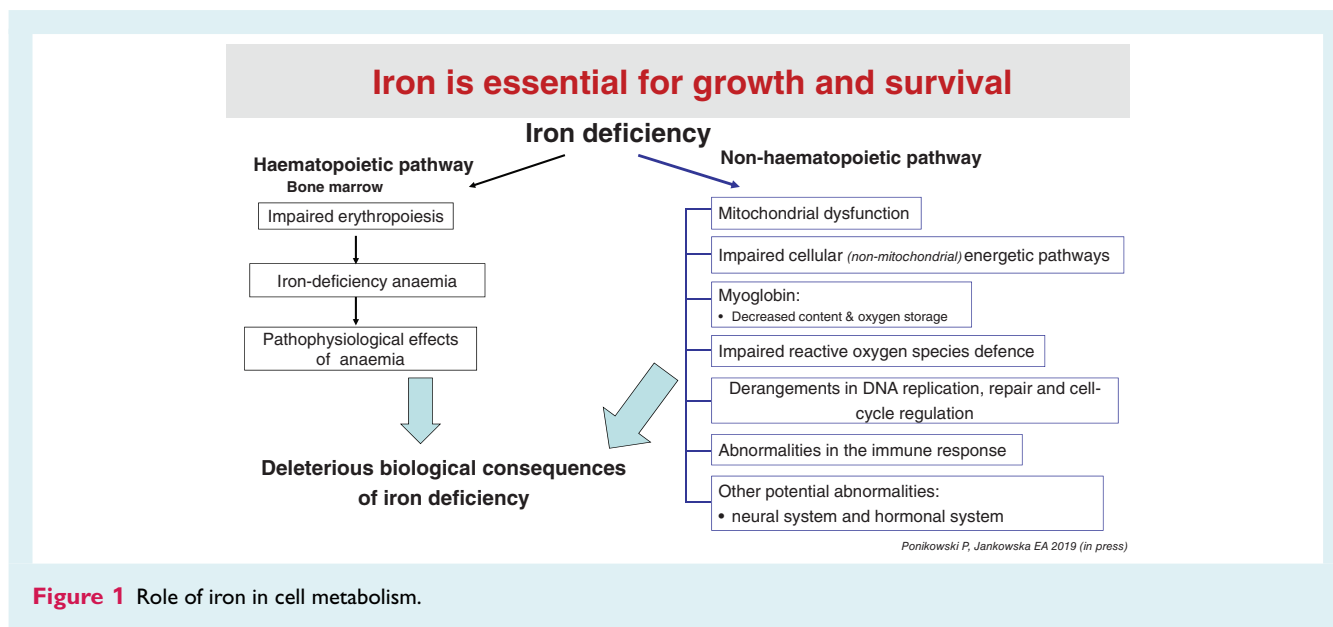 Iron is essential for growth and survival
Iron deficiency
Haematopoietic pathway
Bone marrow
Impaired erythropoiesis
Iron-deficiency anaemia
Pathophysiological effects
of anaemia
Non-haematopoietic pathway
Mitochondrial dysfunction
Impaired cellular (non-mitochondrial) energetic pathways
Myoglobin:
• Decreased content & oxygen storage
Impaired reactive oxygen species defence
Derangements in DNA replication, repair and cell-
cycle regulation
Abnormalities in the immune response
Other potential abnormalities:
• neural system and hormonal system
Deleterious biological consequences
of iron deficiency
Ponikowski P, Jankowska EA 2019 (in press)
Figure 1 Role of iron in cell metabolism.